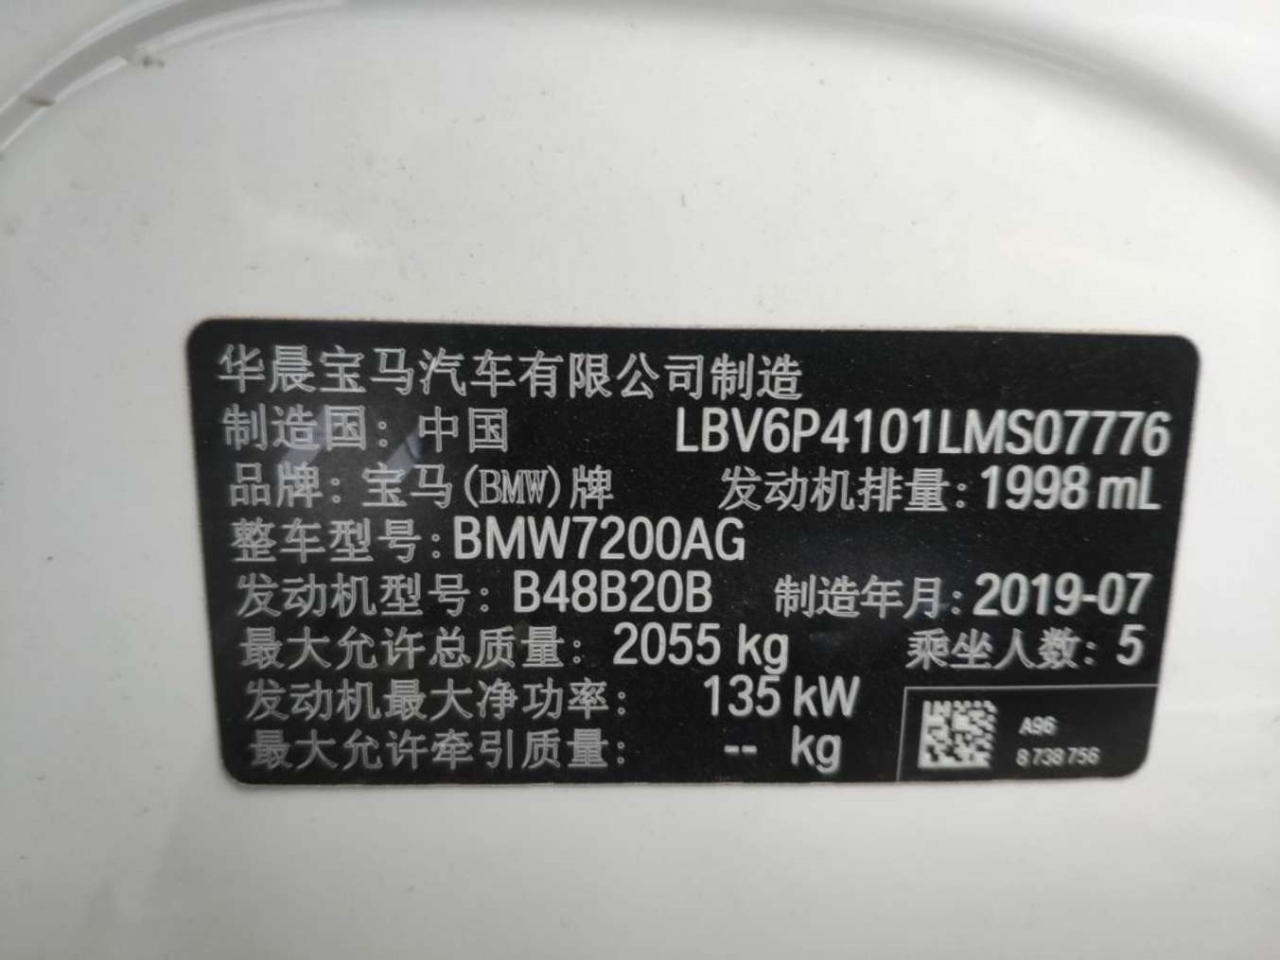 华晨宝马汽车有限公司制造
制造国：中国 LBV6P4101LMS07776
品牌：宝马(BMW)牌 发动机排量：1998 mL
整车型号：BMW7200AG
发动机型号：B48B20B 制造年月：2019-07
最大允许总质量：2055 kg 乘坐人数：5
发动机最大净功率：135 kW
最大允许牵引质量：-- kg
A96
8 738 756